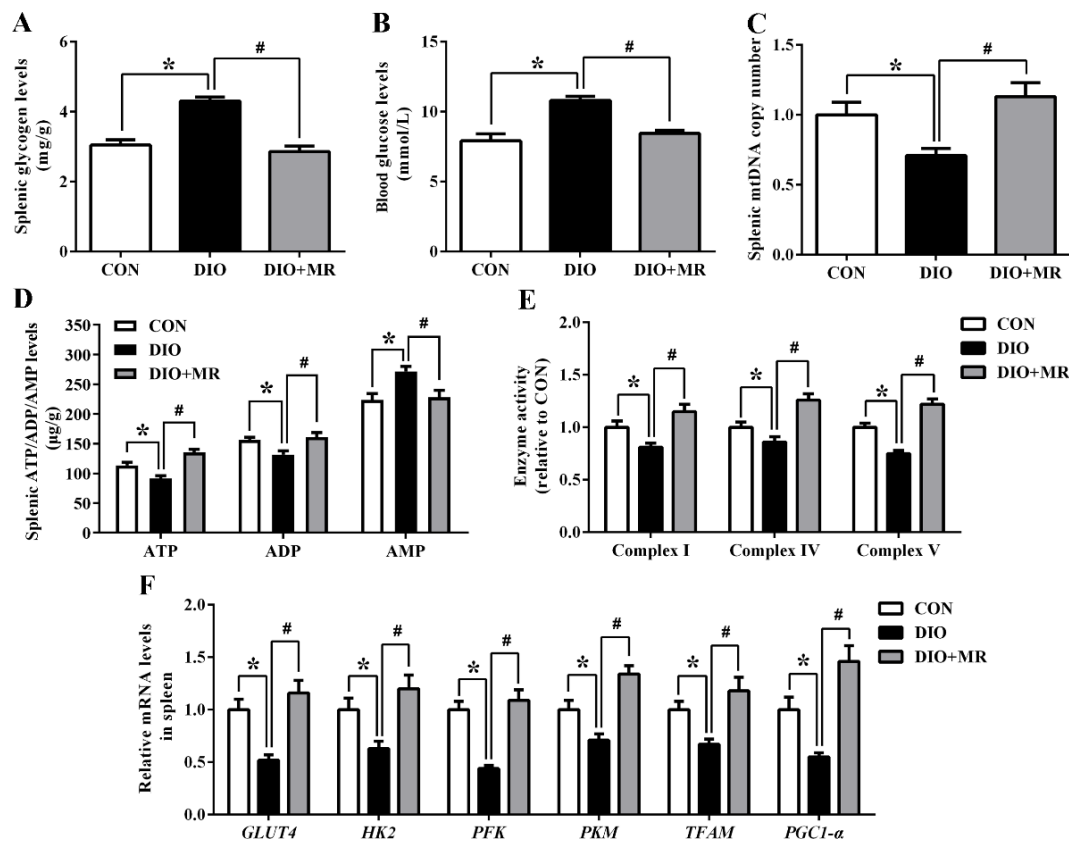 A
Splenic glycogen levels
(mg/g)
6
4
2
0
*
#
CON DIO DIO+MR
B
Blood glucose levels
(mmol/L)
15
10
5
0
*
#
CON DIO DIO+MR
C
Splenic mtDNA copy number
1.5
1.0
0.5
0.0
*
#
CON DIO DIO+MR
D
Splenic ATP/ADP/AMP levels
(μg/g)
350
300
250
200
150
100
50
0
CON
DIO
DIO+MR
* #
* #
* #
ATP ADP AMP
E
Enzyme activity
(relative to CON)
2.0
1.5
1.0
0.5
0.0
* #
* #
* #
CON
DIO
DIO+MR
Complex I Complex IV Complex V
F
Relative mRNA levels
in spleen
2.0
1.5
1.0
0.5
0.0
* #
* #
* #
* #
* #
* #
CON
DIO
DIO+MR
GLUT4 HK2 PFK PKM TFAM PGC1-α